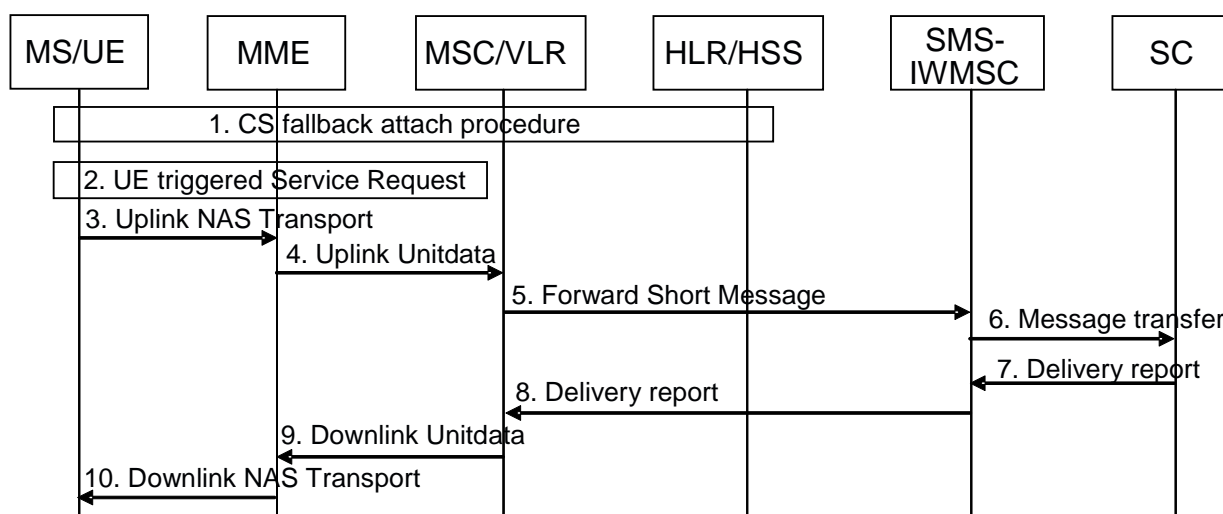 MS/UE
MME
MSC/VLR
HLR/HSS
SMS-
IWMSC
SC
1. CS fallback attach procedure
2. UE triggered Service Request
3. Uplink NAS Transport
4. Uplink Unitdata
5. Forward Short Message
6. Message transfer
7. Delivery report
8. Delivery report
9. Downlink Unitdata
10. Downlink NAS Transport